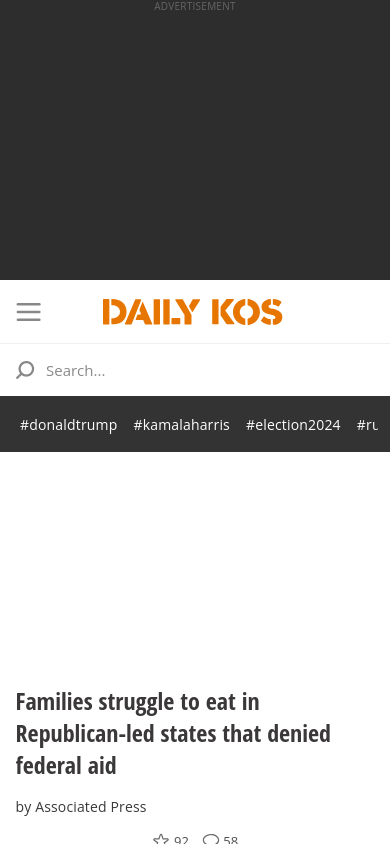 ADVERTISEMENT
DAILY KOS
Search...
#donaldtrump #kamalaharris #election2024
Families struggle to eat in
Republican-led states that denied
federal aid
by Associated Press
92 58